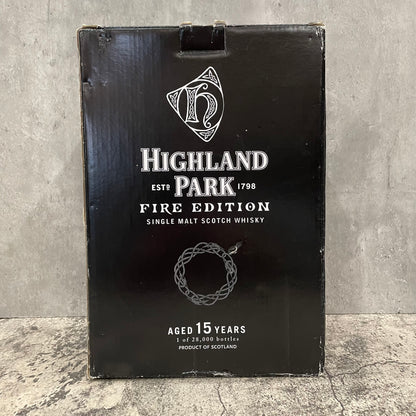 H
HIGHLAND
ESTD PARK 1798
FIRE EDITION
SINGLE MALT SCOTCH WHISKY
AGED 15 YEARS
1 of 28,000 bottles
PRODUCT OF SCOTLAND